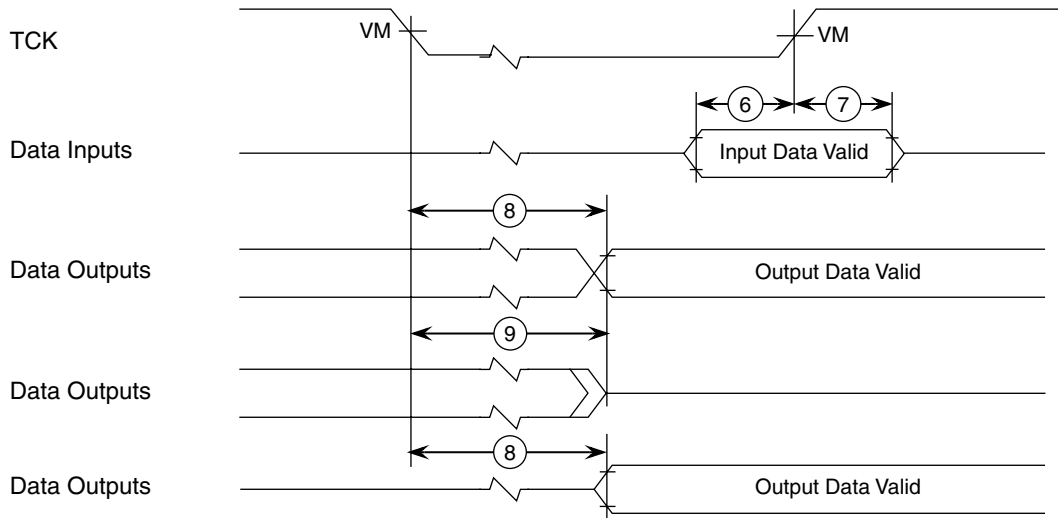 TCK
VM
VM
6
7
Data Inputs
Input Data Valid
8
Data Outputs
Output Data Valid
9
Data Outputs
8
Data Outputs
Output Data Valid